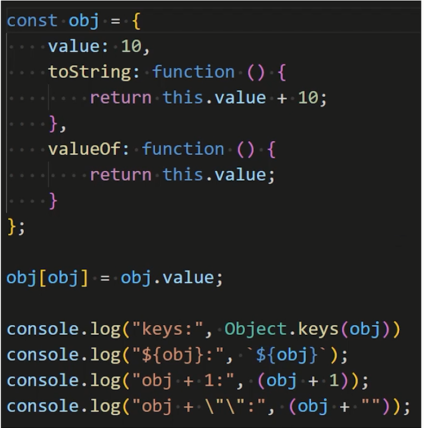 const obj = {
    value: 10,
    toString: function () {
        return this.value + 10;
    },
    valueOf: function () {
        return this.value;
    }
};

obj[obj] = obj.value;

console.log("keys:", Object.keys(obj))
console.log("${obj}:", `${obj}`);
console.log("obj + 1:", (obj + 1));
console.log("obj + \"\":", (obj + ""));